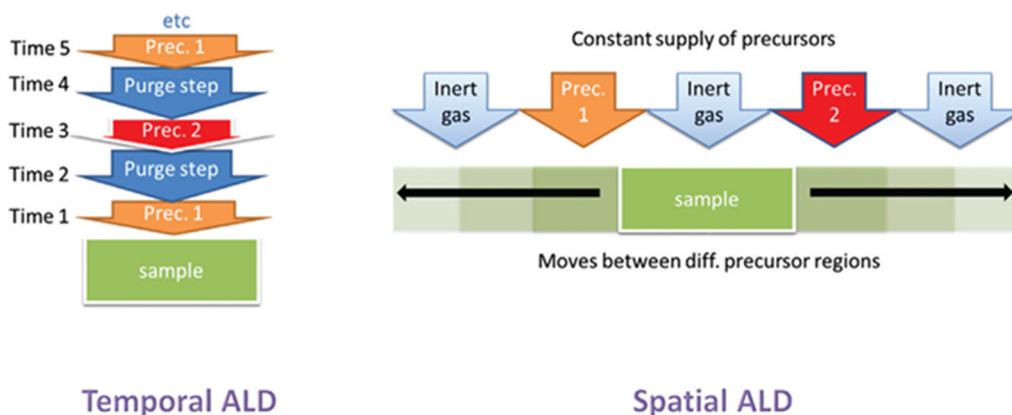 etc
Time 5
Prec. 1
Time 4
Purge step
Time 3
Prec. 2
Time 2
Purge step
Time 1
Prec. 1
sample
Temporal ALD
Constant supply of precursors
Inert
gas
Prec.
1
Inert
gas
Prec.
2
Inert
gas
sample
Moves between diff. precursor regions
Spatial ALD